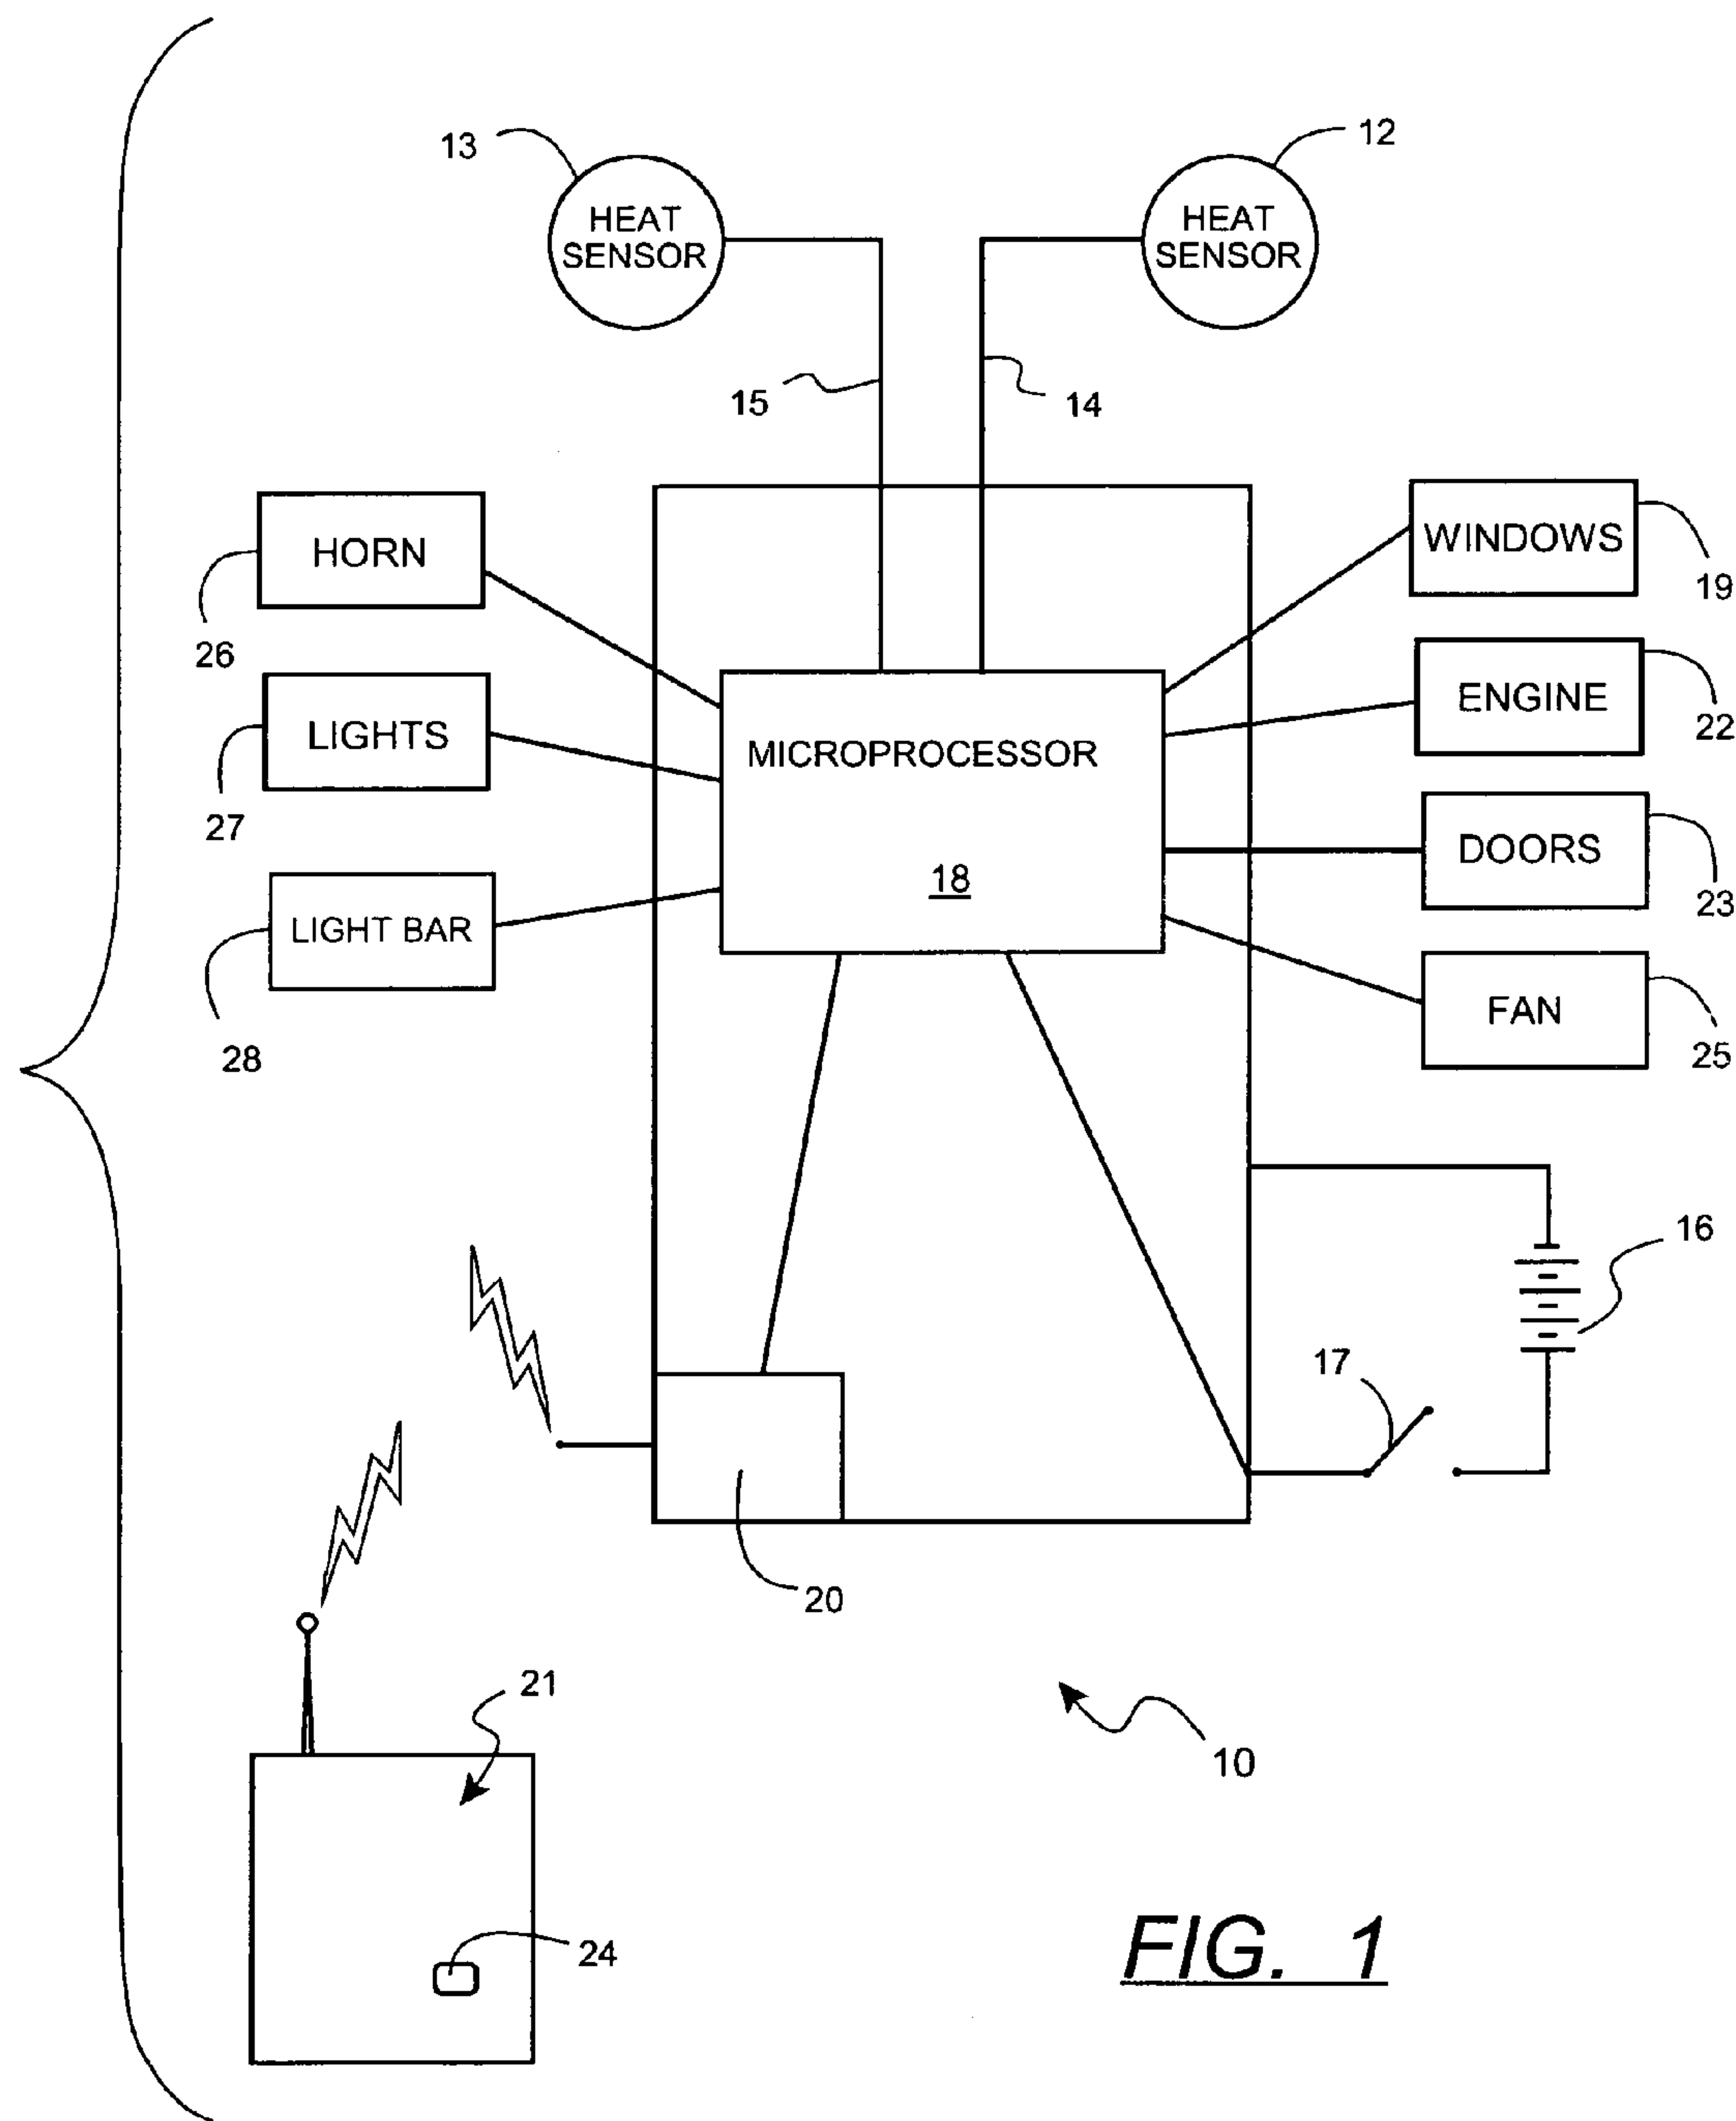 13
12
HEAT
SENSOR
HEAT
SENSOR
15
14
HORN
WINDOWS
26
19
LIGHTS
ENGINE
27
22
MICROPROCESSOR
18
LIGHT BAR
DOORS
28
23
FAN
25
16
17
20
21
10
24
FIG. 1